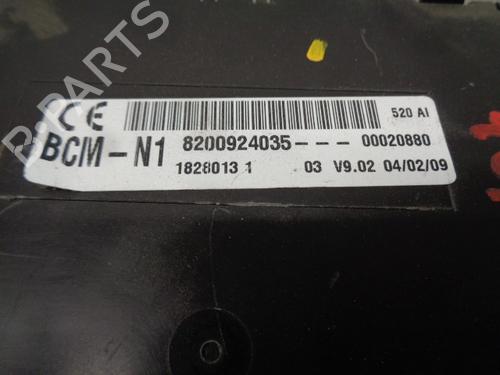 CE
520 AI
BCM-N1 8200924035--- 00020880
1828013 1 03 V9.02 04/02/09
B-PARTS